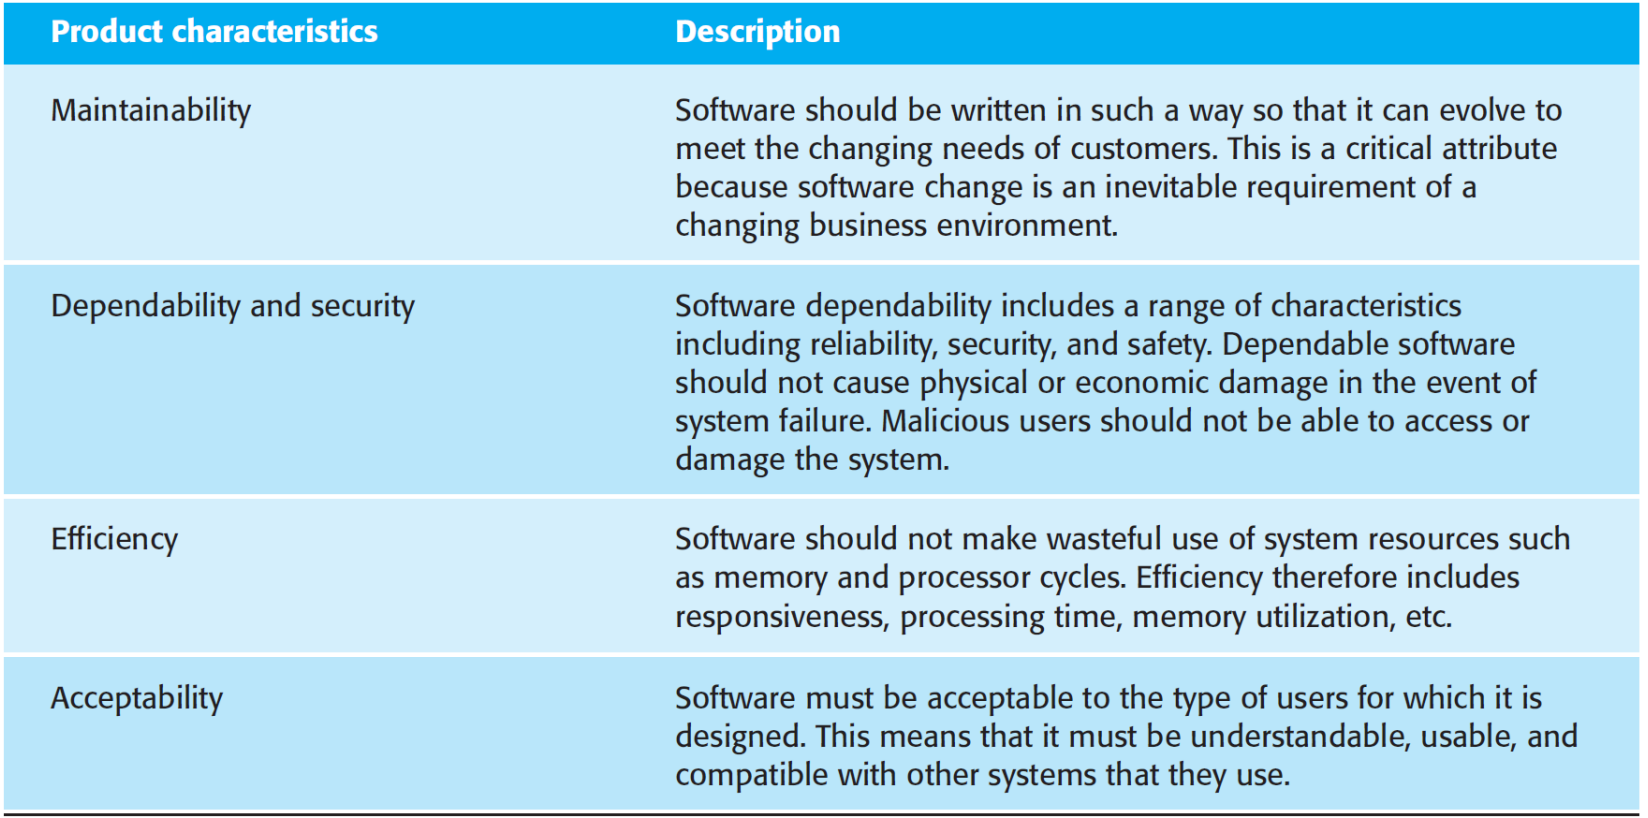 Product characteristics Description
Maintainability Software should be written in such a way so that it can evolve to
meet the changing needs of customers. This is a critical attribute
because software change is an inevitable requirement of a
changing business environment.
Dependability and security Software dependability includes a range of characteristics
including reliability, security, and safety. Dependable software
should not cause physical or economic damage in the event of
system failure. Malicious users should not be able to access or
damage the system.
Efficiency Software should not make wasteful use of system resources such
as memory and processor cycles. Efficiency therefore includes
responsiveness, processing time, memory utilization, etc.
Acceptability Software must be acceptable to the type of users for which it is
designed. This means that it must be understandable, usable, and
compatible with other systems that they use.